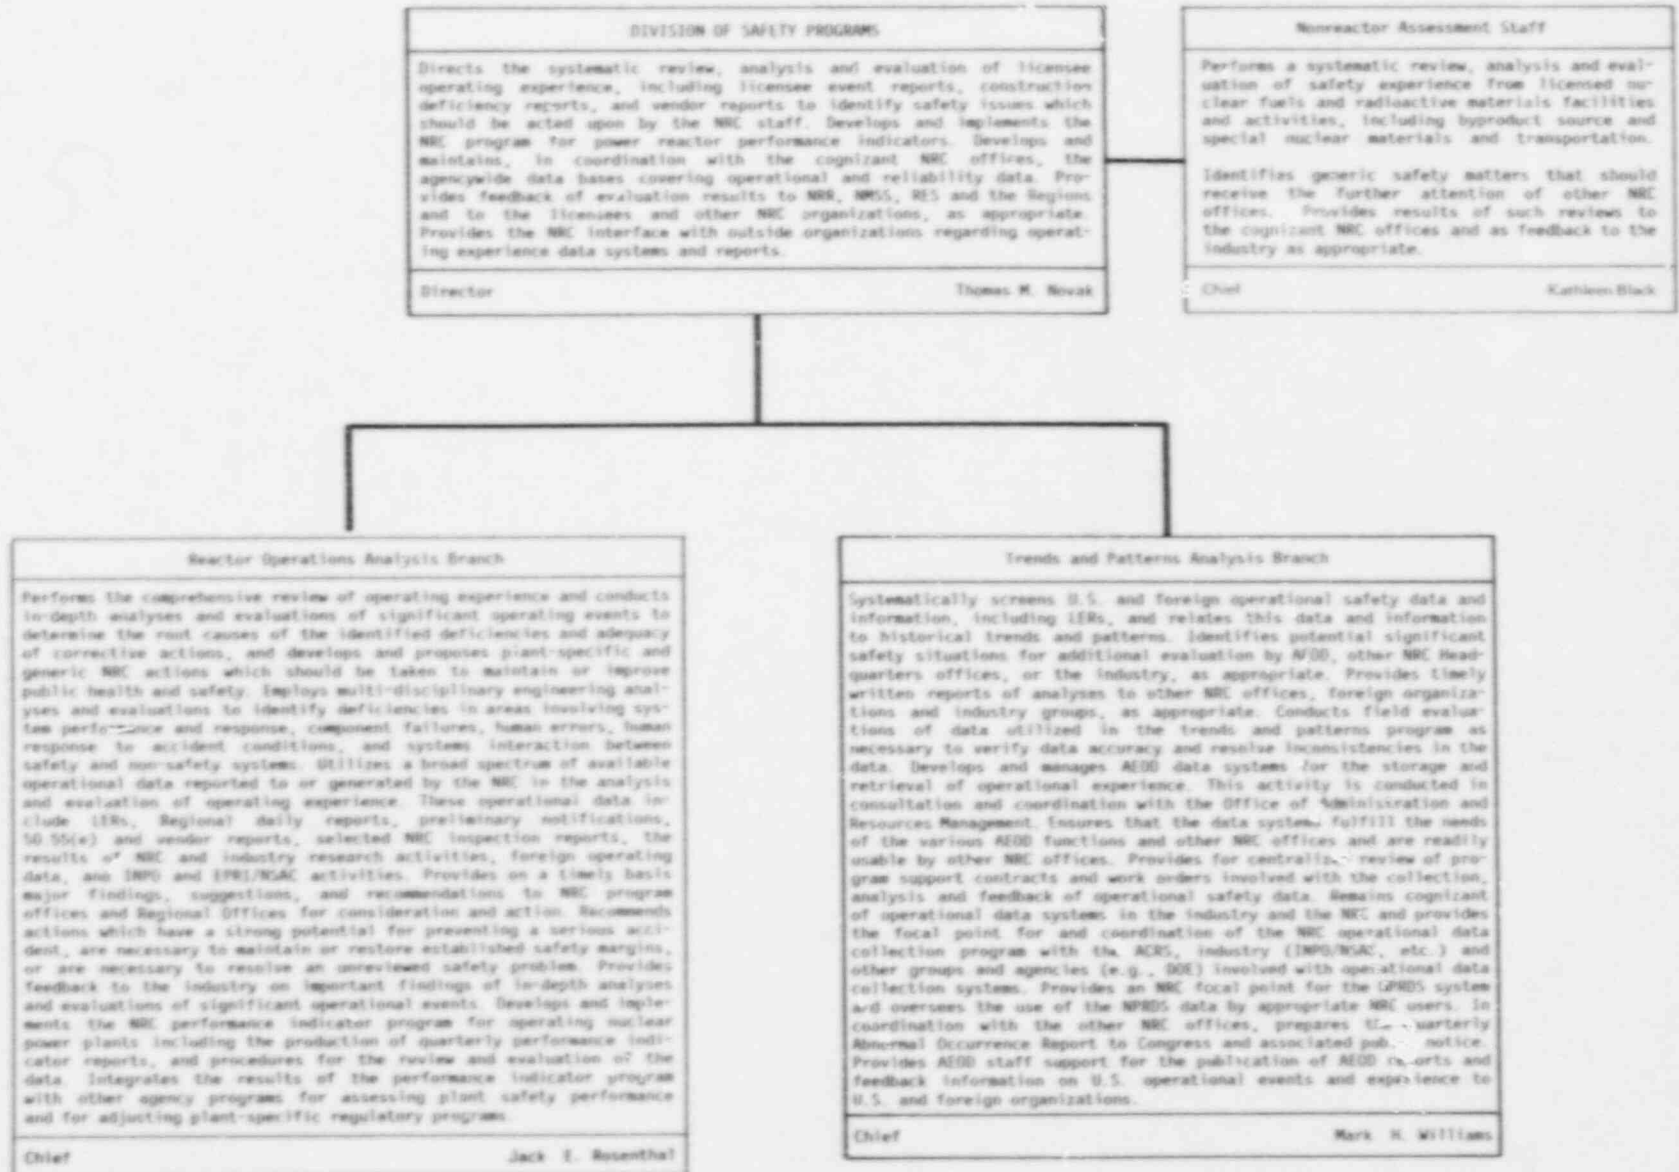 DIVISION OF SAFETY PROGRAMS
Directs the systematic review, analysis and evaluation of licensee
operating experience, including licensee event reports, construction
deficiency reports, and vendor reports to identify safety issues which
should be acted upon by the NRC staff. Develops and implements the
NRC program for power reactor performance indicators. Develops and
maintains, in coordination with the cognizant NRC offices, the
agencywide data bases covering operational and reliability data. Pro-
vides feedback of evaluation results to NRR, NMSS, RES and the Regions
and to the licensees and other NRC organizations, as appropriate.
Provides the NRC interface with outside organizations regarding operat-
ing experience data systems and reports.
Director Thomas M. Novak
Nonreactor Assessment Staff
Performs a systematic review, analysis and eval-
uation of safety experience from licensed nu-
clear fuels and radioactive materials facilities
and activities, including byproduct source and
special nuclear materials and transportation.
Identifies generic safety matters that should
receive the further attention of other NRC
offices. Provides results of such reviews to
the cognizant NRC offices and as feedback to the
industry as appropriate.
Chief Kathleen Black
Reactor Operations Analysis Branch
Performs the comprehensive review of operating experience and conducts
in-depth analyses and evaluations of significant operating events to
determine the root causes of the identified deficiencies and adequacy
of corrective actions, and develops and proposes plant-specific and
generic NRC actions which should be taken to maintain or improve
public health and safety. Employs multi-disciplinary engineering anal-
yses and evaluations to identify deficiencies in areas involving sys-
tem performance and response, component failures, human errors, human
response to accident conditions, and systems interaction between
safety and non-safety systems. Utilizes a broad spectrum of available
operational data reported to or generated by the NRC in the analysis
and evaluation of operating experience. These operational data in-
clude LERs, Regional daily reports, preliminary notifications,
50.55(e) and vendor reports, selected NRC inspection reports, the
results of NRC and industry research activities, foreign operating
data, and INPO and EPRI/NSAC activities. Provides on a timely basis
major findings, suggestions, and recommendations to NRC program
offices and Regional Offices for consideration and action. Recommends
actions which have a strong potential for preventing a serious acci-
dent, are necessary to maintain or restore established safety margins,
or are necessary to resolve an unreviewed safety problem. Provides
feedback to the industry on important findings of in-depth analyses
and evaluations of significant operational events. Develops and imple-
ments the NRC performance indicator program for operating nuclear
power plants including the production of quarterly performance indi-
cator reports, and procedures for the review and evaluation of the
data. Integrates the results of the performance indicator program
with other agency programs for assessing plant safety performance
and for adjusting plant-specific regulatory programs.
Chief Jack E. Rosenthal
Trends and Patterns Analysis Branch
Systematically screens U.S. and foreign operational safety data and
information, including LERs, and relates this data and information
to historical trends and patterns. Identifies potential significant
safety situations for additional evaluation by AEOD, other NRC Head-
quarters offices, or the industry, as appropriate. Provides timely
written reports of analyses to other NRC offices, foreign organiza-
tions and industry groups, as appropriate. Conducts field evalua-
tions of data utilized in the trends and patterns program as
necessary to verify data accuracy and resolve inconsistencies in the
data. Develops and manages AEOD data systems for the storage and
retrieval of operational experience. This activity is conducted in
consultation and coordination with the Office of Administration and
Resources Management. Ensures that the data systems fulfill the needs
of the various AEOD functions and other NRC offices and are readily
usable by other NRC offices. Provides for centralized review of pro-
gram support contracts and work orders involved with the collection,
analysis and feedback of operational safety data. Remains cognizant
of operational data systems in the industry and the NRC and provides
the focal point for and coordination of the NRC operational data
collection program with the ACRS, industry (INPO/NSAC, etc.) and
other groups and agencies (e.g., DOE) involved with operational data
collection systems. Provides an NRC focal point for the system
and oversees the use of the NPRDS data by appropriate NRC users. In
coordination with the other NRC offices, prepares the quarterly
Abnormal Occurrence Report to Congress and associated notice.
Provides AEOD staff support for the publication of AEOD reports and
feedback information on U.S. operational events and experience to
U.S. and foreign organizations.
Chief Mark H. Williams